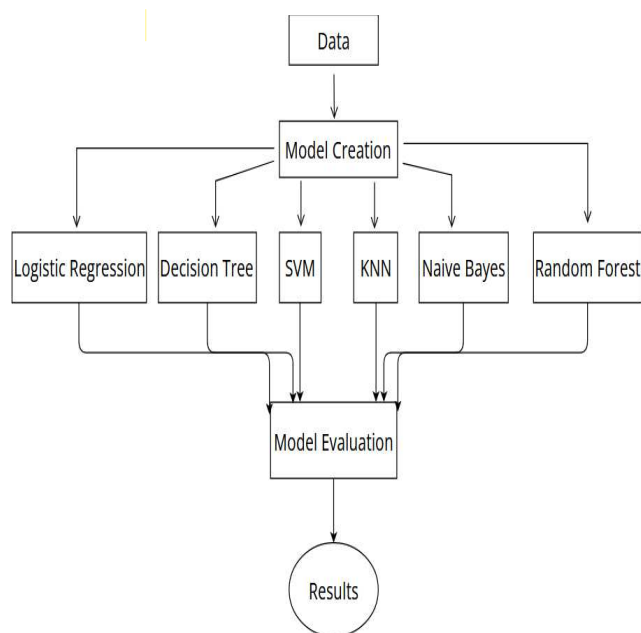 Data
Model Creation
Logistic Regression
Decision Tree
SVM
KNN
Naive Bayes
Random Forest
Model Evaluation
Results